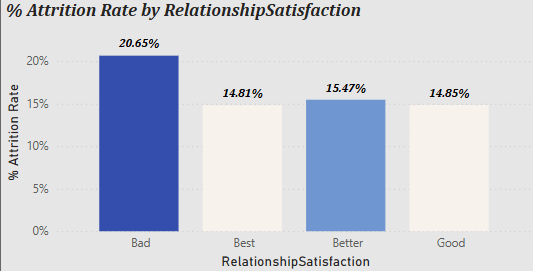 % Attrition Rate by RelationshipSatisfaction
20.65%
14.81%
15.47%
14.85%
20%
15%
10%
5%
0%
% Attrition Rate
Bad
Best
Better
Good
RelationshipSatisfaction